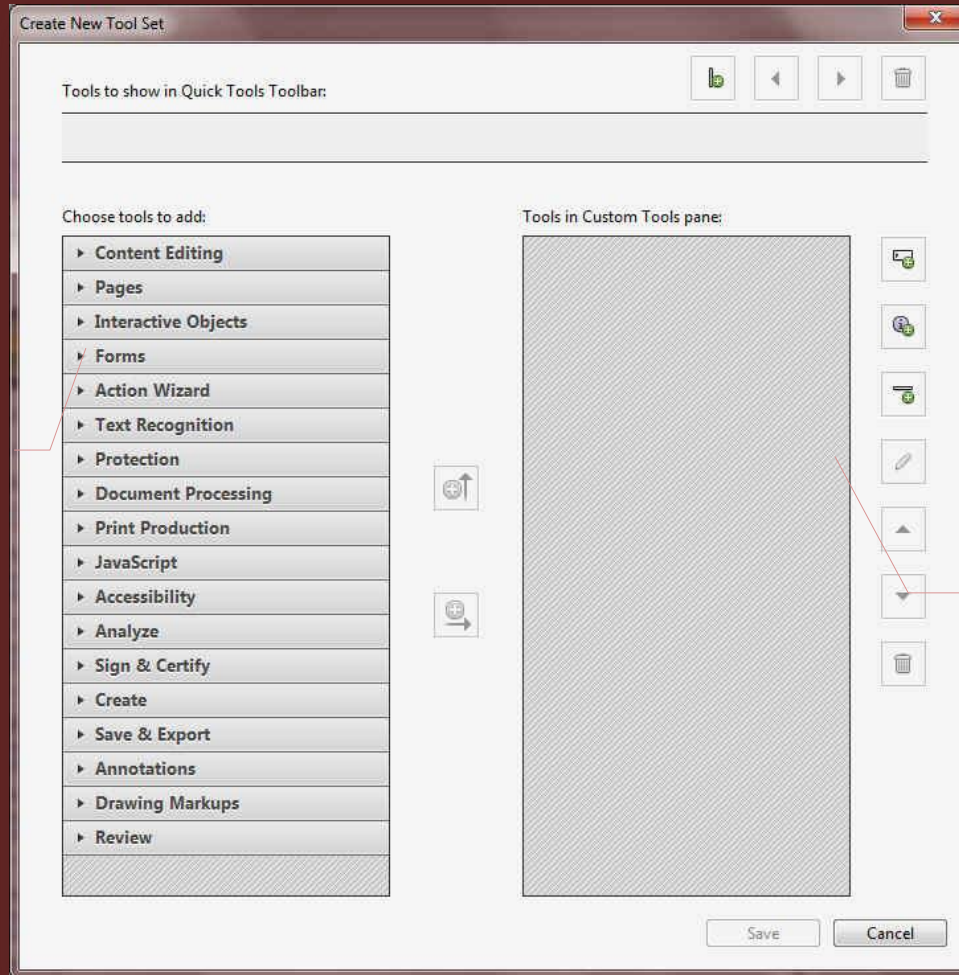 Create New Tool Set
Tools to show in Quick Tools Toolbar:
Choose tools to add:
Tools in Custom Tools pane:
Content Editing
Pages
Interactive Objects
Forms
Action Wizard
Text Recognition
Protection
Document Processing
Print Production
JavaScript
Accessibility
Analyze
Sign & Certify
Create
Save & Export
Annotations
Drawing Markups
Review
Save
Cancel